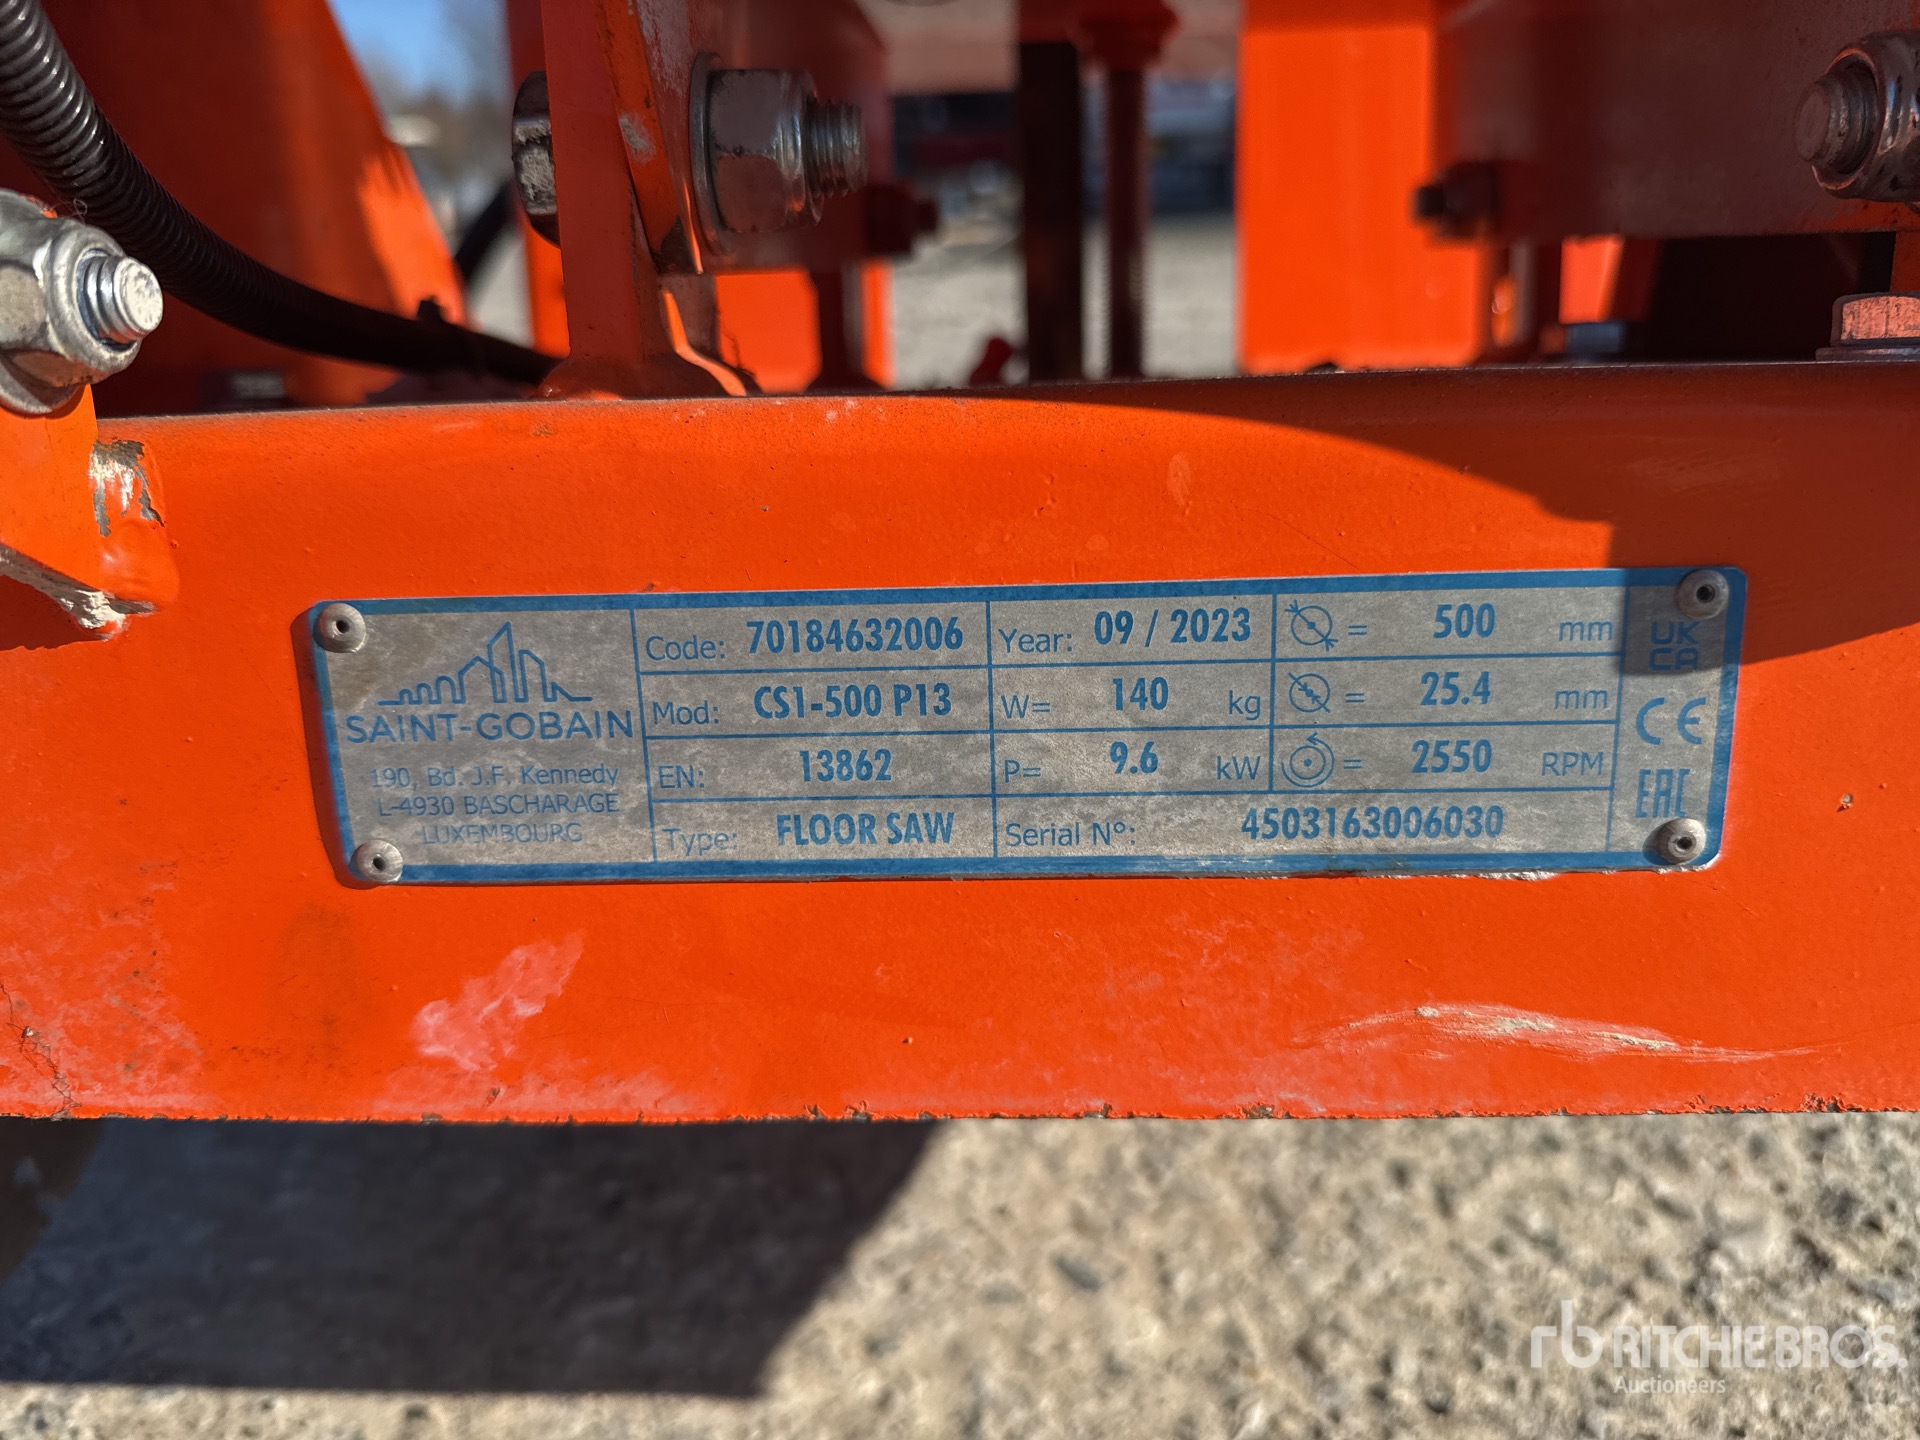 SAINT-GOBAIN
190, Bd. J.F. Kennedy
L-4930 BASCHARAGE
LUXEMBOURG
Code: 70184632006
Mod: CS1-500 P13
EN: 13862
Type: FLOOR SAW
Year: 09 / 2023
W= 140 kg
P= 9.6 kW
Serial N°: 4503163006030
= 500 mm
= 25.4 mm
= 2550 RPM
UK
CA
CE
EAC
rb RITCHIE BROS.
Auctioneers